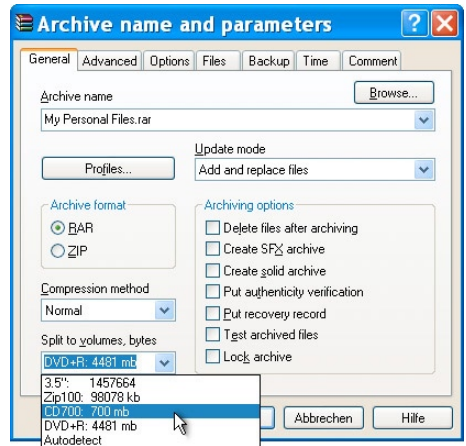 Archive name and parameters
General Advanced Options Files Backup Time Comment
Archive name
Browse...
My Personal Files.rar
Update mode
Profiles...
Add and replace files
Archive format
RAR
ZIP
Compression method
Normal
Split to volumes, bytes
DVD+R: 4481 mb
3.5": 1457664
Zip100: 98078 kb
CD700: 700 mb
DVD+R: 4481 mb
Autodetect
Archiving options
Delete files after archiving
Create SFX archive
Create solid archive
Put authenticity verification
Put recovery record
Test archived files
Lock archive
Abbrechen
Hilfe